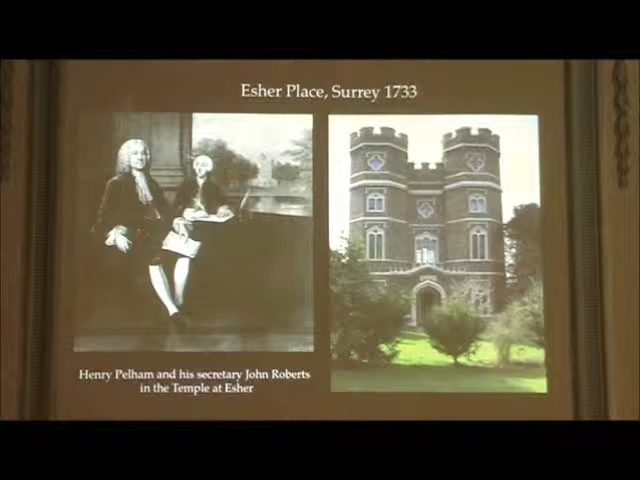 Esher Place, Surrey 1733
Henry Pelham and his secretary John Roberts
in the Temple at Esher